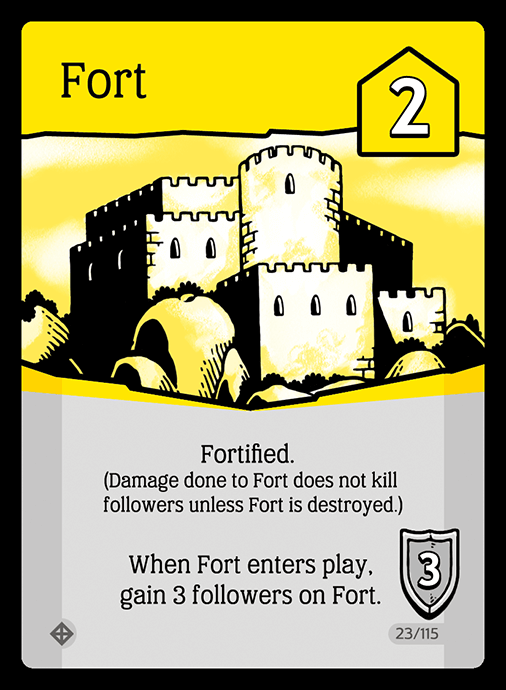 Fort
2
Fortified.
(Damage done to Fort does not kill
followers unless Fort is destroyed.)
When Fort enters play,
gain 3 followers on Fort.
3
23/115